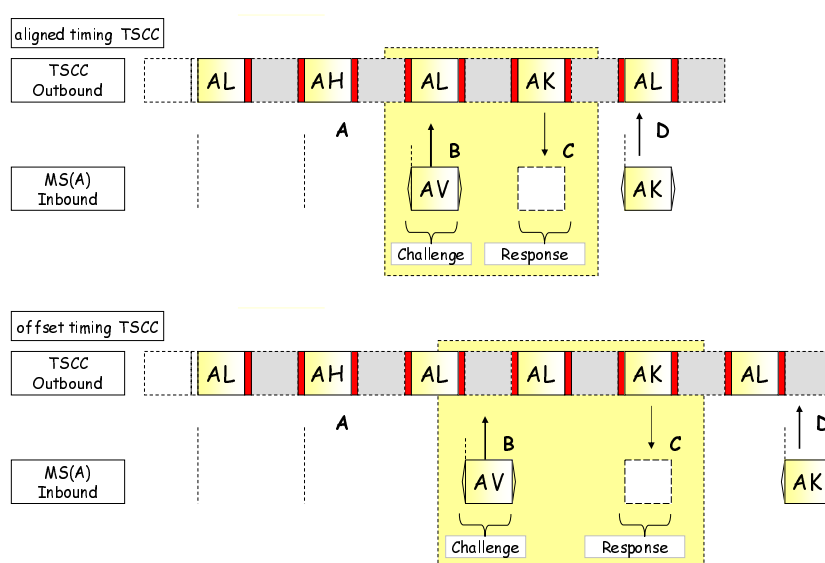 aligned timing TSCC
TSCC
Outbound
AL AH AL AK AL
A B C D
MS(A)
Inbound
AV AK
Challenge Response
offset timing TSCC
TSCC
Outbound
AL AH AL AL AK AL
A B C D
MS(A)
Inbound
AV AK
Challenge Response